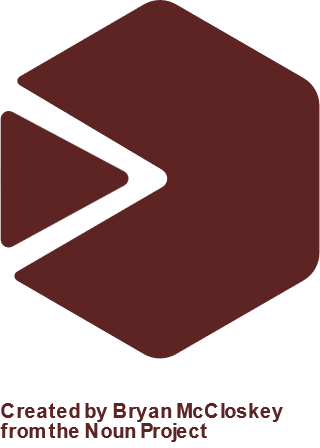 Created by Bryan McCloskey
from the Noun Project